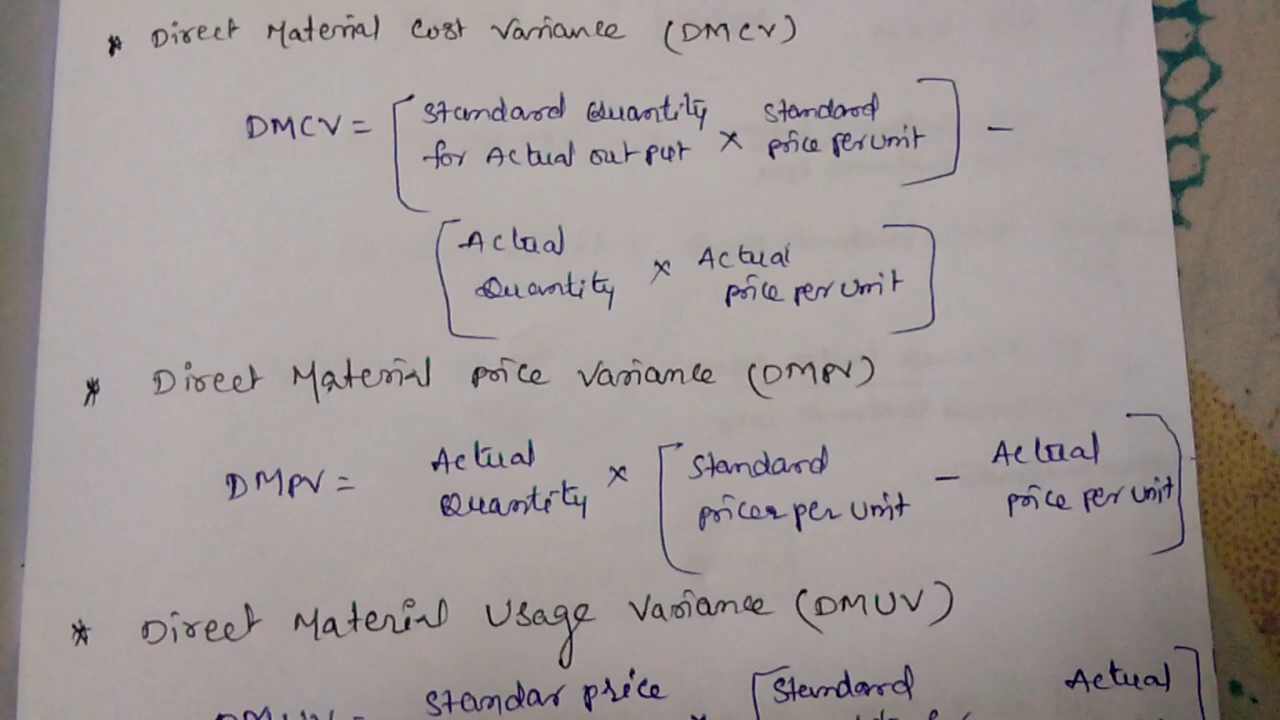 * Direct Material Cost Variance (DMCV)
DMCV = [Standard Quantity × Standard
for Actual output price per unit] –
[Actual × Actual
Quantity price per unit]
* Direct Material price Variance (DMPV)
DMPV = Actual × [Standard – Actual
Quantity pricer per unit price per unit]
* Direct Material Usage Variance (DMUV)
Standar price [Standard Actual]